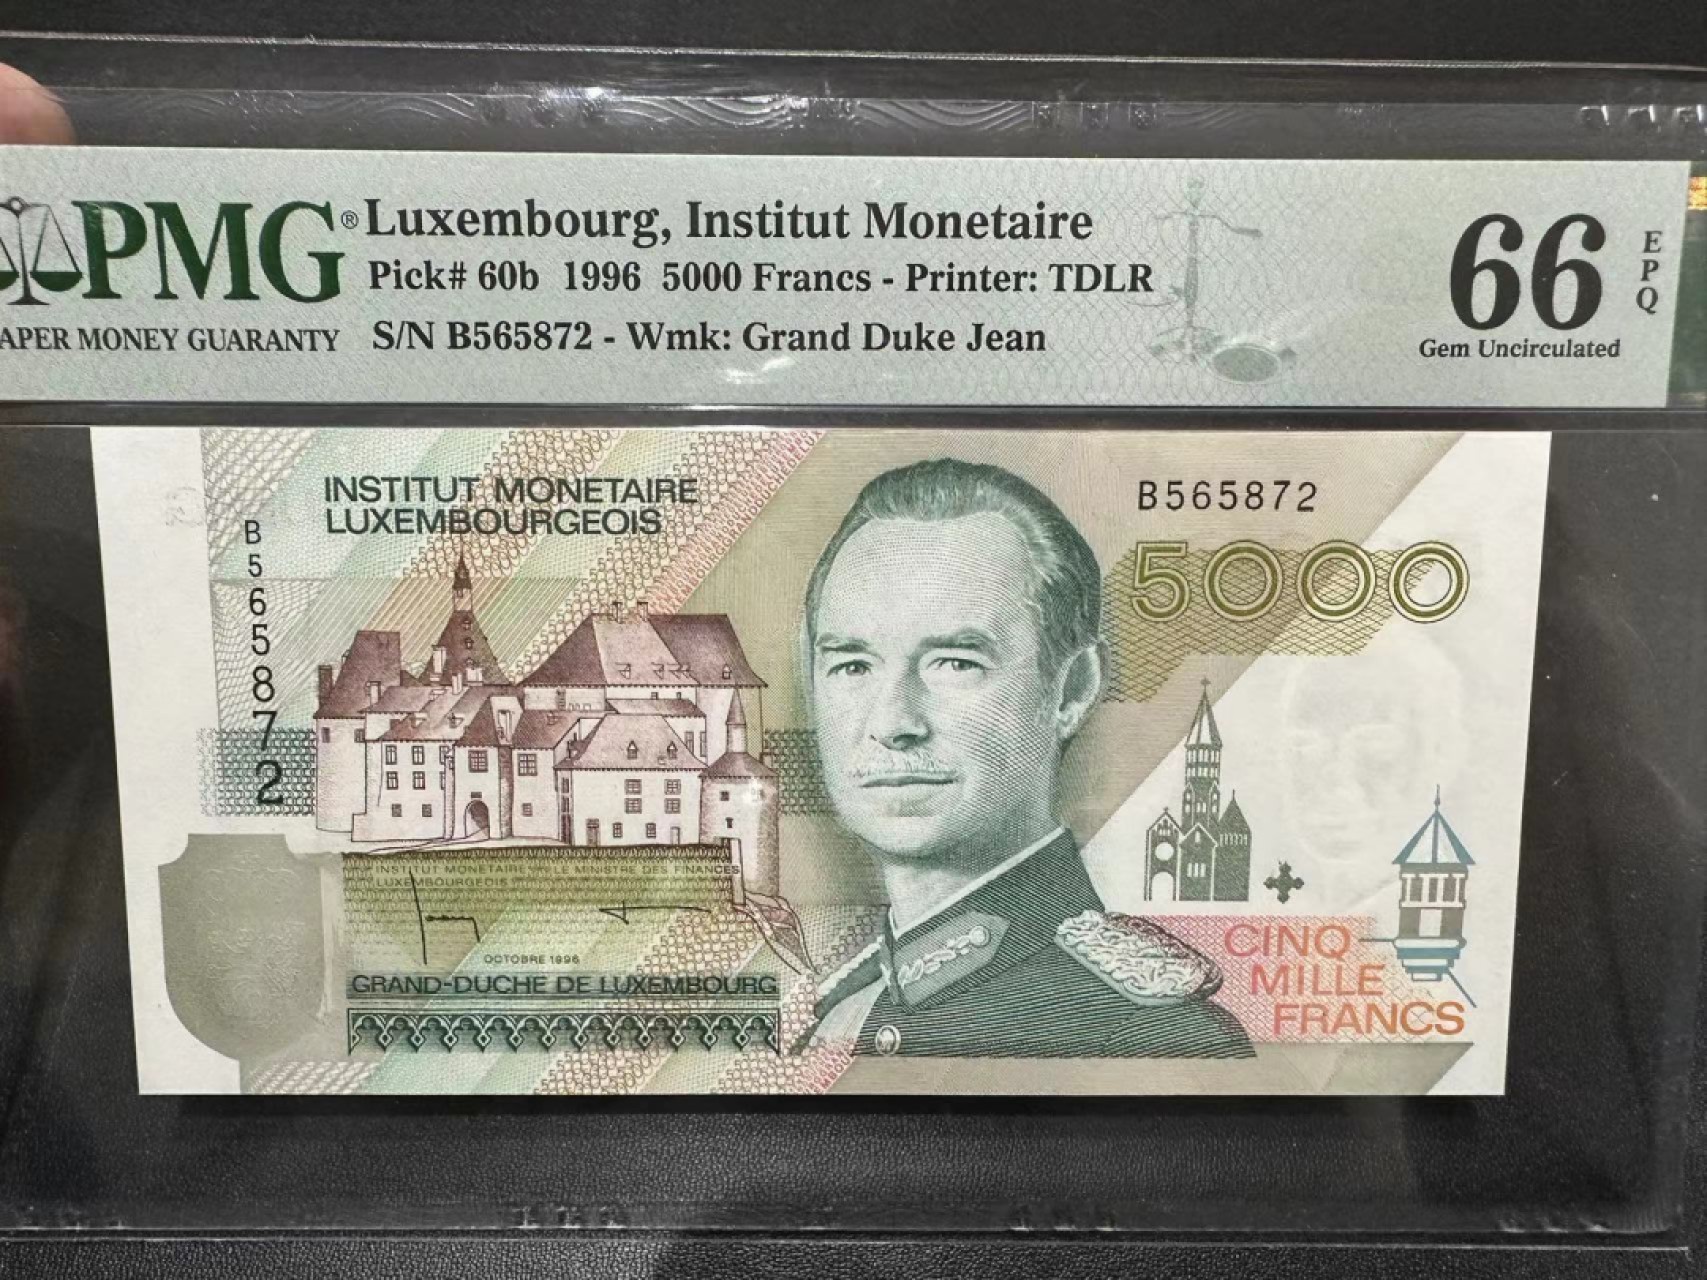 PMG®
APER MONEY GUARANTY
Luxembourg, Institut Monetaire
Pick# 60b 1996 5000 Francs - Printer: TDLR
S/N B565872 - Wmk: Grand Duke Jean
66
EPQ
Gem Uncirculated
INSTITUT MONETAIRE
LUXEMBOURGEOIS
B565872
B565872
5000
INSTITUT MONETAIRE LE MINISTRE DES FINANCES
LUXEMBOURGEOIS
OCTOBRE 1996
GRAND-DUCHE DE LUXEMBOURG
CINQ
MILLE
FRANCS